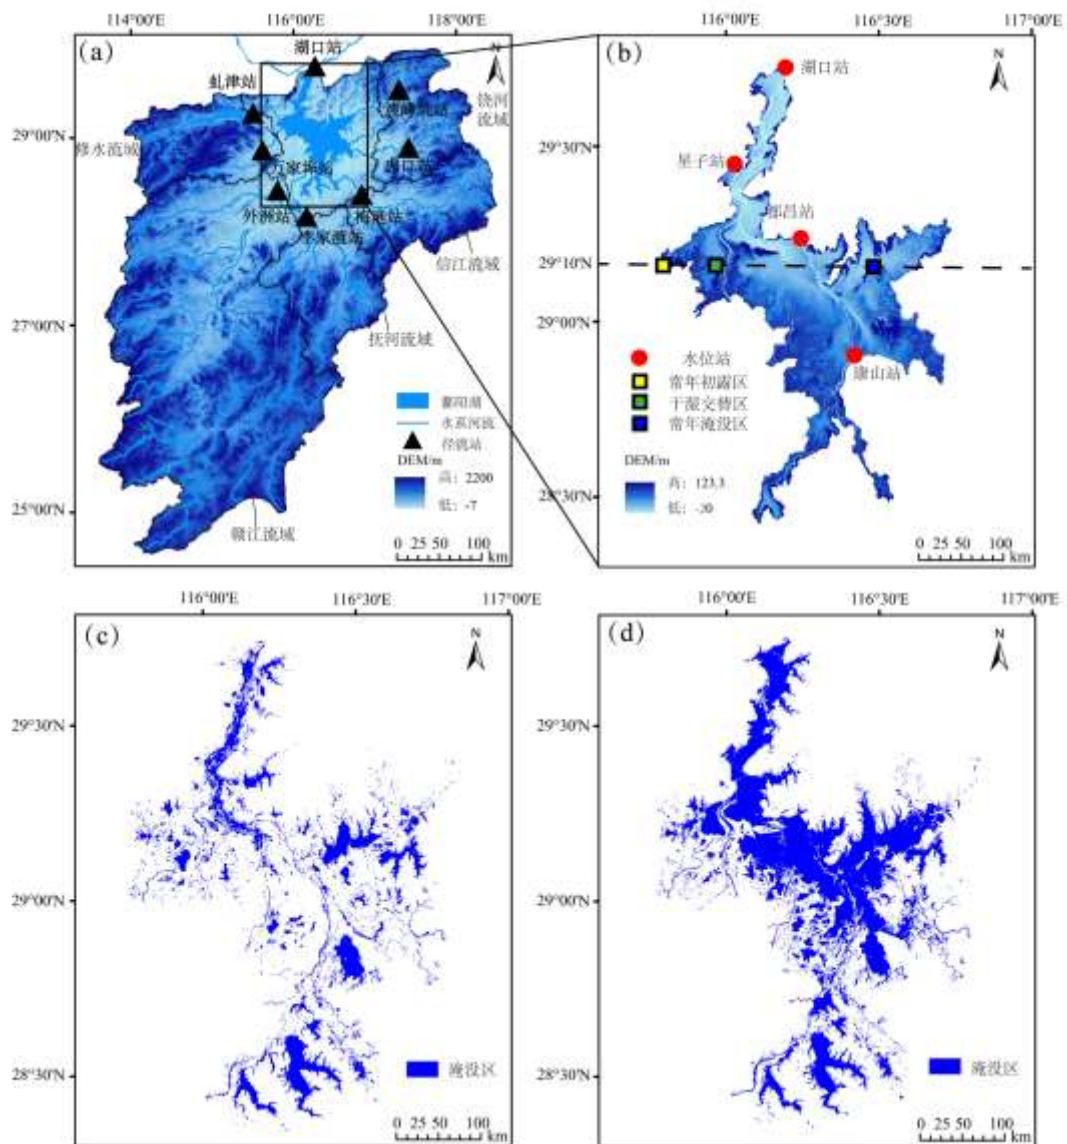 114°00'E
116°00'E
118°00'E
(a)
湖口站
N
虬津站
渡峰坑站
饶河
流域
29°00'N
修水流域
万家埠站
外洲站
梅港站
李家渡站
信江流域
27°00'N
抚河流域
鄱阳湖
水系河流
径流站
DEM/m
高：2200
低：-7
25°00'N
赣江流域
0 25 50 100
km
116°00'E
116°30'E
117°00'E
(b)
N
湖口站
29°30'N
星子站
都昌站
29°10'N
29°00'N
水位站
康山站
常年初露区
干湿交替区
常年淹没区
DEM/m
高：123.3
低：-30
28°30'N
0 25 50 100
km
116°00'E
116°30'E
117°00'E
(c)
N
29°30'N
29°00'N
28°30'N
淹没区
0 25 50 100
km
116°00'E
116°30'E
117°00'E
(d)
N
29°30'N
29°00'N
28°30'N
淹没区
0 25 50 100
km